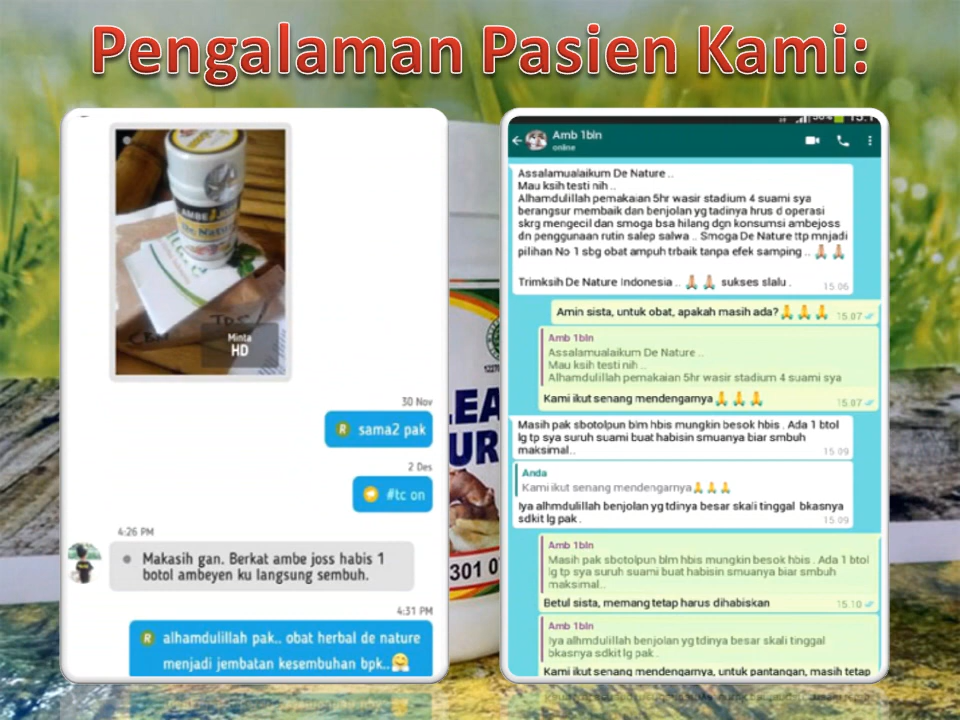 Pengalaman Pasien Kami:
AMBEJOSS
De Nature
Minta
HD
30 Nov
R sama2 pak
2 Des
#tc on
4:26 PM
Makasih gan. Berkat ambe joss habis 1
botol ambeyen ku langsung sembuh.
4:31 PM
R alhamdulillah pak.. obat herbal de nature
menjadi jembatan kesembuhan bpk..🤗
LEA
UR
301 0
Amb 1bln
online
Assalamualaikum De Nature ..
Mau ksih testi nih ..
Alhamdulillah pemakaian 5hr wasir stadium 4 suami sya
berangsur membaik dan benjolan yg tadinya hrus d operasi
skrg mengecil dan smoga bsa hilang dgn konsumsi ambejoss
dn penggunaan rutin salep salwa .. Smoga De Nature ttp mnjadi
pilihan No 1 sbg obat ampuh trbaik tanpa efek samping .. 🙏🙏
Trimksih De Nature Indonesia .. 🙏🙏 sukses slalu .
15.06
Amin sista, untuk obat, apakah masih ada?🙏🙏🙏 15.07
Amb 1bln
Assalamualaikum De Nature ..
Mau ksih testi nih ..
Alhamdulillah pemakaian 5hr wasir stadium 4 suami sya
Kami ikut senang mendengarnya🙏🙏🙏 15.07
Masih pak sbotolpun blm hbis mungkin besok hbis . Ada 1 btol
lg tp sya suruh suami buat habisin smuanya biar smbuh
maksimal.. 15.09
Anda
Kami ikut senang mendengarnya🙏🙏🙏
Iya alhmdulillah benjolan yg tdinya besar skali tinggal bkasnya
sdkit lg pak . 15.09
Amb 1bln
Masih pak sbotolpun blm hbis mungkin besok hbis . Ada 1 btol
lg tp sya suruh suami buat habisin smuanya biar smbuh
maksimal..
Betul sista, memang tetap harus dihabiskan 15.10
Amb 1bln
Iya alhmdulillah benjolan yg tdinya besar skali tinggal
bkasnya sdkit lg pak .
Kami ikut senang mendengarnya, untuk pantangan, masih tetap